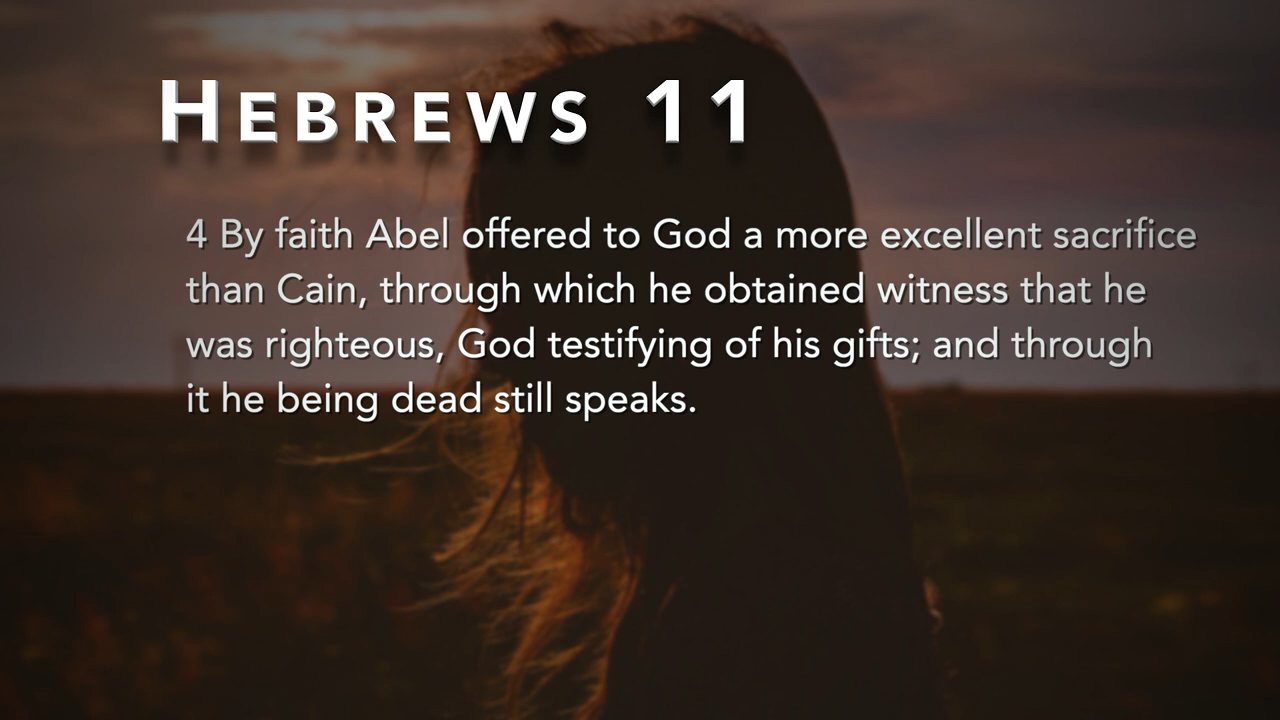 Hebrews 11
4 By faith Abel offered to God a more excellent sacrifice
than Cain, through which he obtained witness that he
was righteous, God testifying of his gifts; and through
it he being dead still speaks.